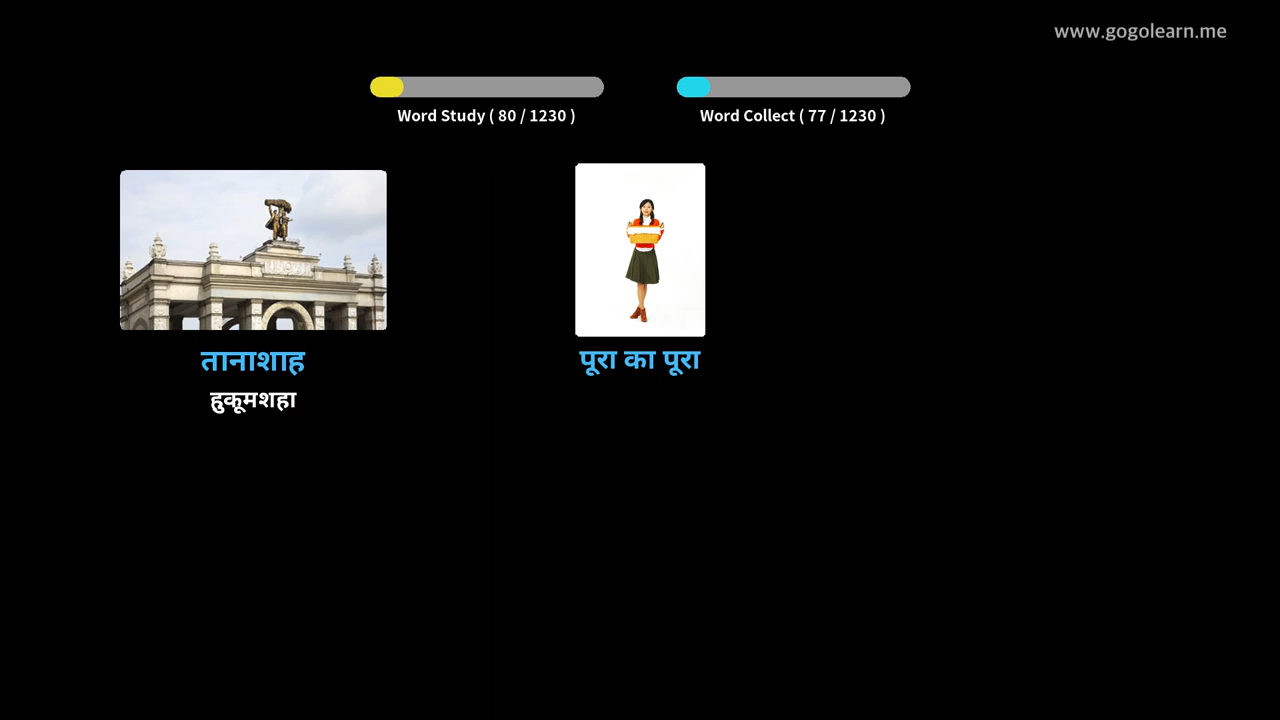 www.gogolearn.me
Word Study ( 80 / 1230 )
Word Collect ( 77 / 1230 )
तानाशाह
हुकूमशहा
पूरा का पूरा